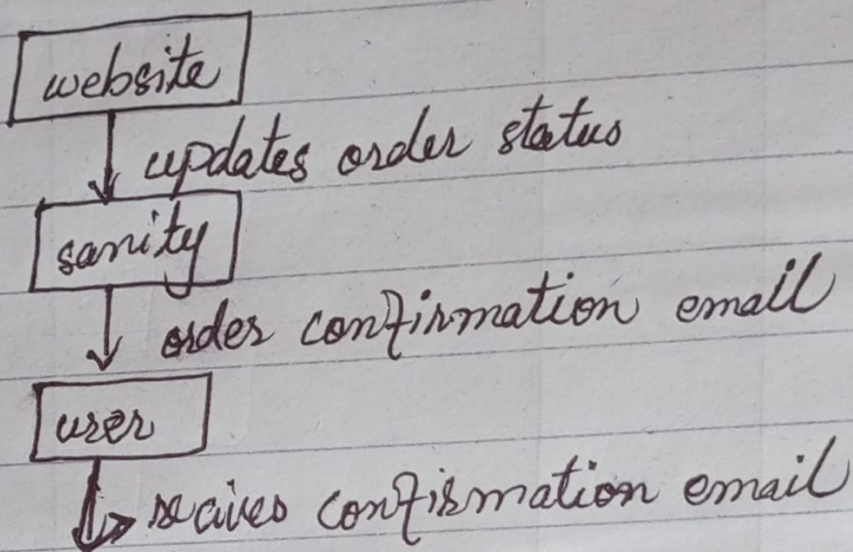 website
updates order status
sanity
order confirmation email
user
recives confirmation email